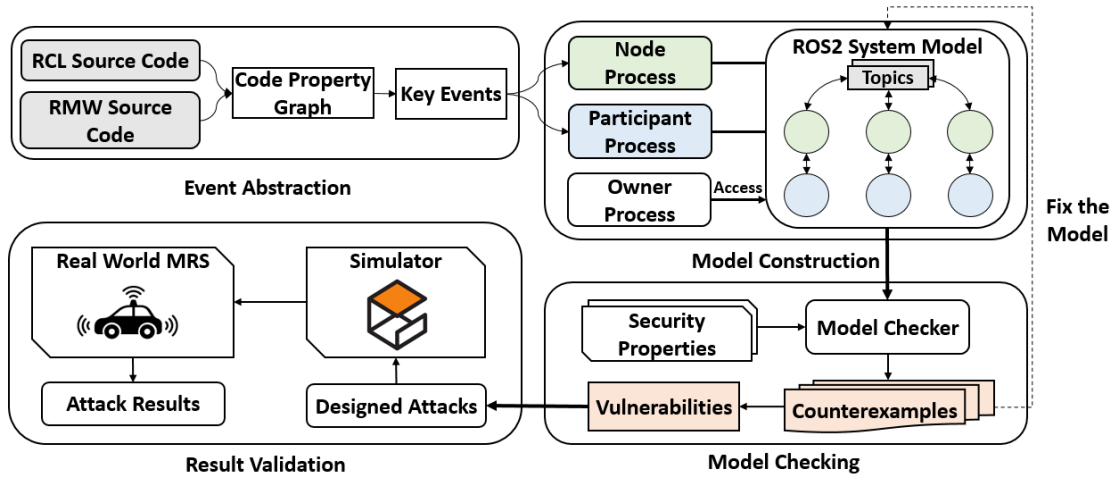 RCL Source Code
RMW Source
Code
Code Property
Graph
Key Events
Event Abstraction
Node
Process
Participant
Process
Owner
Process
Access
ROS2 System Model
Topics
Model Construction
Fix the
Model
Security
Properties
Model Checker
Counterexamples
Vulnerabilities
Model Checking
Real World MRS
Simulator
Attack Results
Designed Attacks
Result Validation